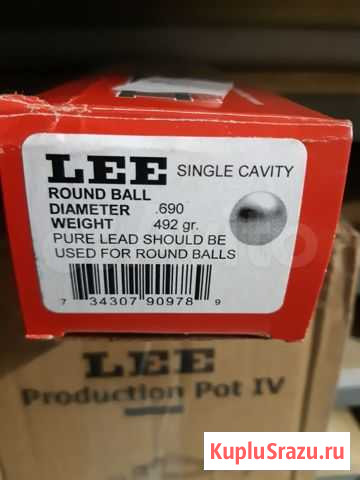 LEE SINGLE CAVITY
ROUND BALL
DIAMETER .690
WEIGHT 492 gr.
PURE LEAD SHOULD BE
USED FOR ROUND BALLS
7 34307 90978 9
LEE
Production Pot IV
KupluSrazu.ru